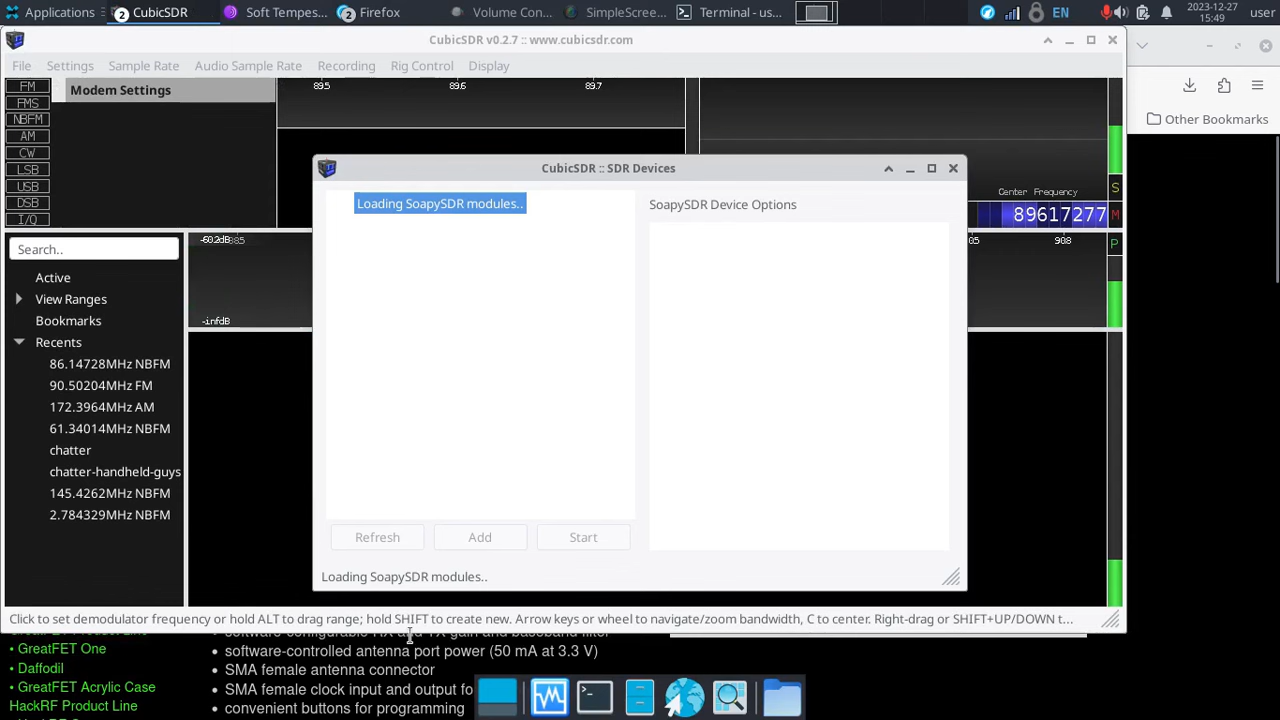 Applications
2 CubicSDR
Soft Tempes...
2 Firefox
Volume Con...
SimpleScreen...
Terminal - us...
EN
2023-12-27
15:49
user
CubicSDR v0.2.7 :: www.cubicsdr.com
File Settings Sample Rate Audio Sample Rate Recording Rig Control Display
FM
FMS
NBFM
AM
CW
LSB
USB
DSB
I/Q
Modem Settings
89.5 89.6 89.7
Center Frequency
89617277
S
M
P
Search..
Active
View Ranges
Bookmarks
Recents
86.14728MHz NBFM
90.50204MHz FM
172.3964MHz AM
61.34014MHz NBFM
chatter
chatter-handheld-guys
145.4262MHz NBFM
2.784329MHz NBFM
-infdB
90.8
CubicSDR :: SDR Devices
Loading SoapySDR modules..
SoapySDR Device Options
Refresh Add Start
Loading SoapySDR modules..
Click to set demodulator frequency or hold ALT to drag range; hold SHIFT to create new. Arrow keys or wheel to navigate/zoom bandwidth, C to center. Right-drag or SHIFT+UP/DOWN t...
Other Bookmarks
• GreatFET One
• Daffodil
• GreatFET Acrylic Case
HackRF Product Line
• software-controlled antenna port power (50 mA at 3.3 V)
• SMA female antenna connector
• SMA female clock input and output fo
• convenient buttons for programming